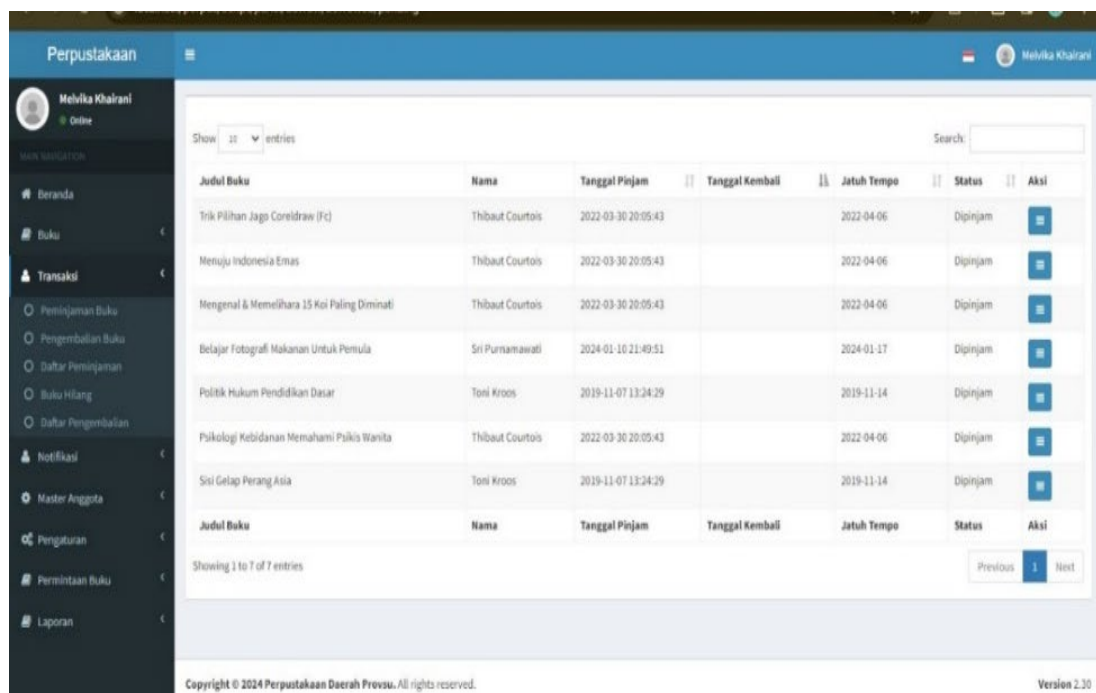 Perpustakaan
Melvika Khairani
Melvika Khairani
Online
MAIN NAVIGATION
Beranda
Buku
Transaksi
Peminjaman Buku
Pengembalian Buku
Daftar Peminjaman
Buku Hilang
Daftar Pengembalian
Notifikasi
Master Anggota
Pengaturan
Permintaan Buku
Laporan
Show 10 entries Search:
Judul Buku Nama Tanggal Pinjam Tanggal Kembali Jatuh Tempo Status Aksi
Trik Pilihan Jago Coreldraw (Fc) Thibaut Courtois 2022-03-30 20:05:43 2022-04-06 Dipinjam
Menuju Indonesia Emas Thibaut Courtois 2022-03-30 20:05:43 2022-04-06 Dipinjam
Mengenal & Memelihara 15 Koi Paling Diminati Thibaut Courtois 2022-03-30 20:05:43 2022-04-06 Dipinjam
Belajar Fotografi Makanan Untuk Pemula Sri Purnamawati 2024-01-10 21:49:51 2024-01-17 Dipinjam
Politik Hukum Pendidikan Dasar Toni Kroos 2019-11-07 13:24:29 2019-11-14 Dipinjam
Psikologi Kebidanan Memahami Psikis Wanita Thibaut Courtois 2022-03-30 20:05:43 2022-04-06 Dipinjam
Sisi Gelap Perang Asia Toni Kroos 2019-11-07 13:24:29 2019-11-14 Dipinjam
Judul Buku Nama Tanggal Pinjam Tanggal Kembali Jatuh Tempo Status Aksi
Showing 1 to 7 of 7 entries
Previous 1 Next
Copyright © 2024 Perpustakaan Daerah Provsu. All rights reserved. Version 2.30